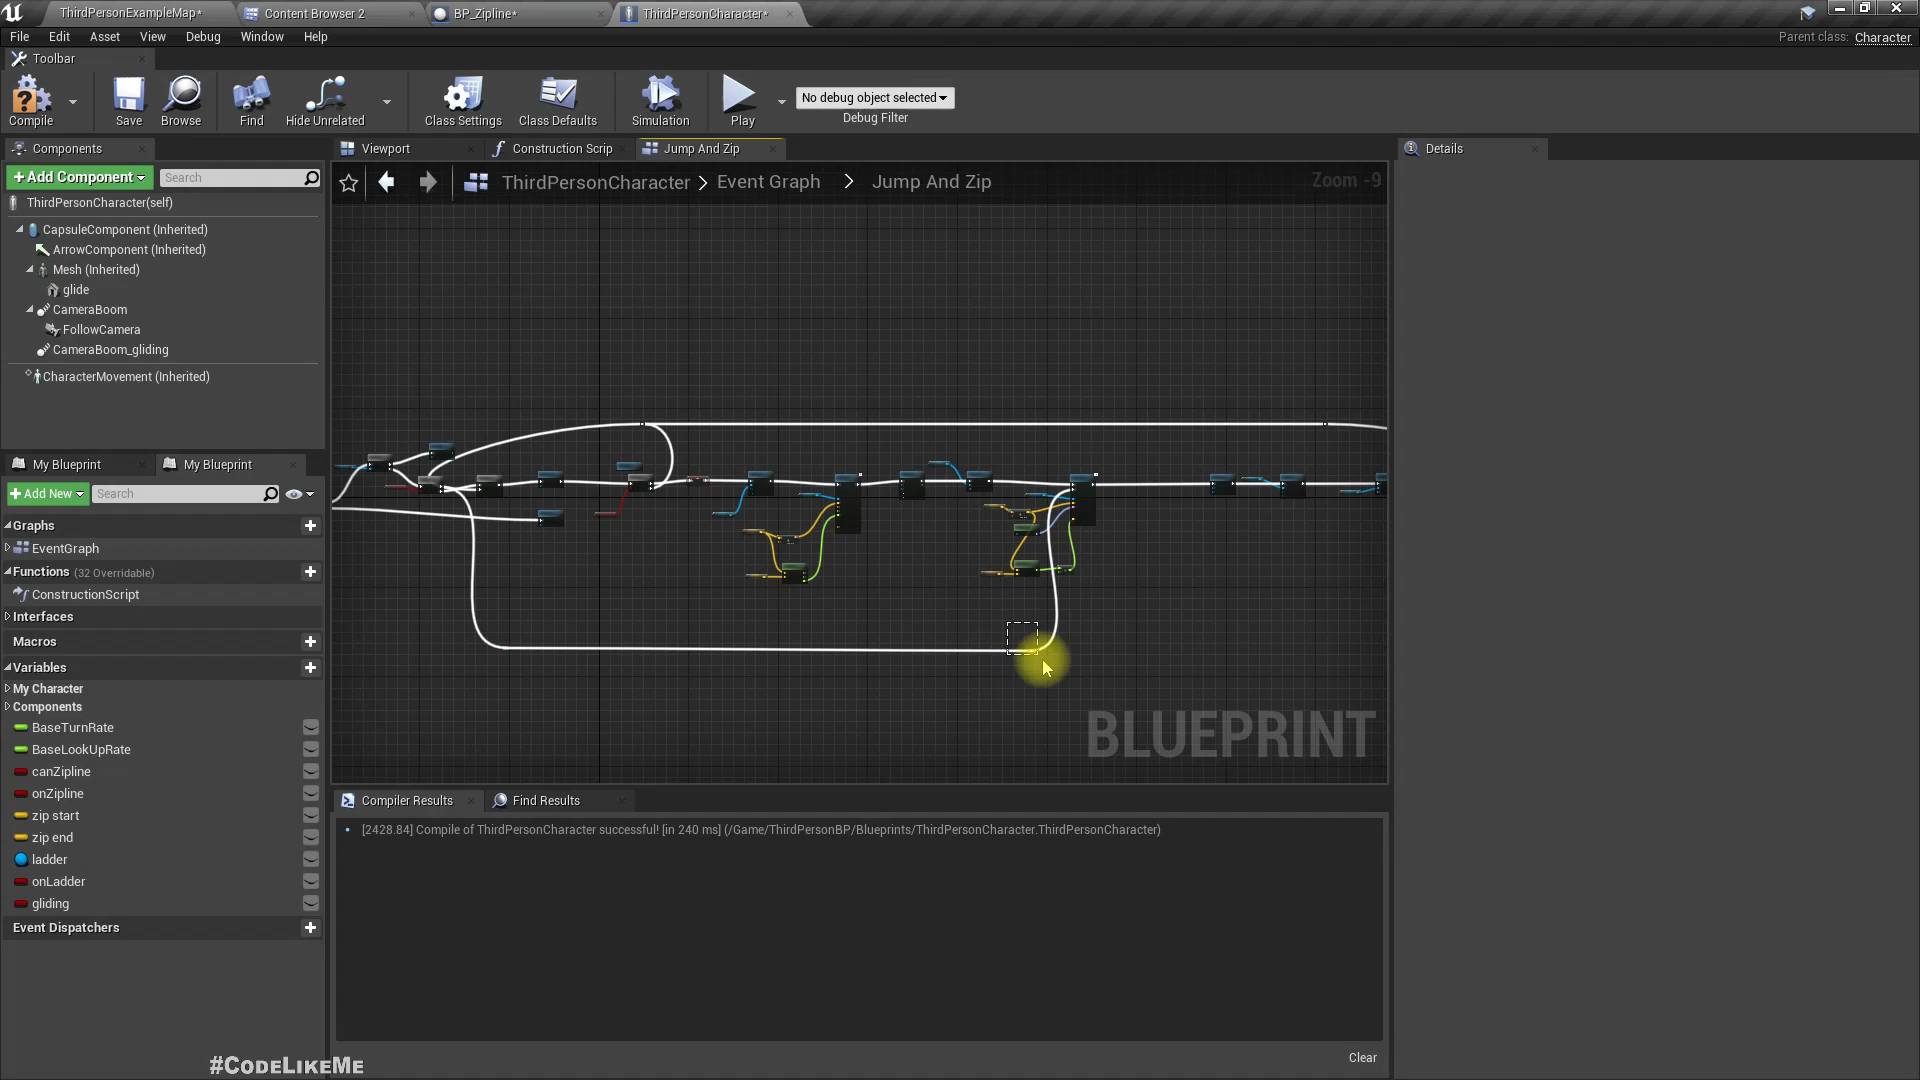 ThirdPersonExampleMap*
Content Browser 2
BP_Zipline*
ThirdPersonCharacter*
File Edit Asset View Debug Window Help
Parent class: Character
Toolbar
Compile
Save
Browse
Find
Hide Unrelated
Class Settings
Class Defaults
Simulation
Play
No debug object selected
Debug Filter
Components
Viewport
Construction Scrip
Jump And Zip
Details
+Add Component
Search
ThirdPersonCharacter > Event Graph > Jump And Zip
Zoom -9
ThirdPersonCharacter(self)
CapsuleComponent (Inherited)
ArrowComponent (Inherited)
Mesh (Inherited)
glide
CameraBoom
FollowCamera
CameraBoom_gliding
CharacterMovement (Inherited)
My Blueprint
My Blueprint
+Add New
Search
Graphs
EventGraph
Functions (32 Overridable)
ConstructionScript
Interfaces
Macros
Variables
My Character
Components
BaseTurnRate
BaseLookUpRate
canZipline
onZipline
zip start
zip end
ladder
onLadder
gliding
Event Dispatchers
BLUEPRINT
Compiler Results
Find Results
[2428.84] Compile of ThirdPersonCharacter successful! [in 240 ms] (/Game/ThirdPersonBP/Blueprints/ThirdPersonCharacter.ThirdPersonCharacter)
Clear
#CodeLikeMe